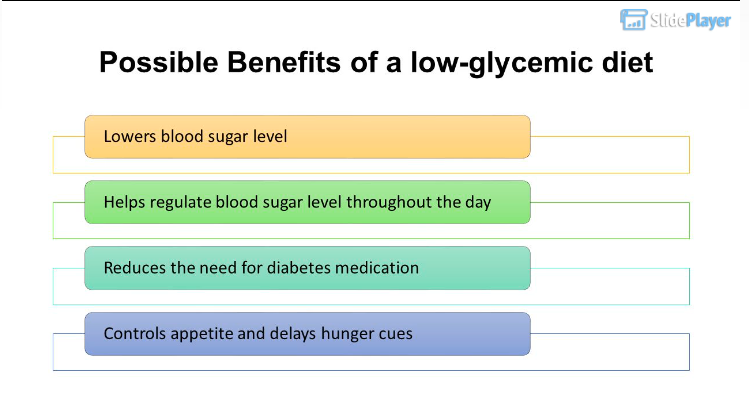 SlidePlayer
Possible Benefits of a low-glycemic diet
Lowers blood sugar level
Helps regulate blood sugar level throughout the day
Reduces the need for diabetes medication
Controls appetite and delays hunger cues